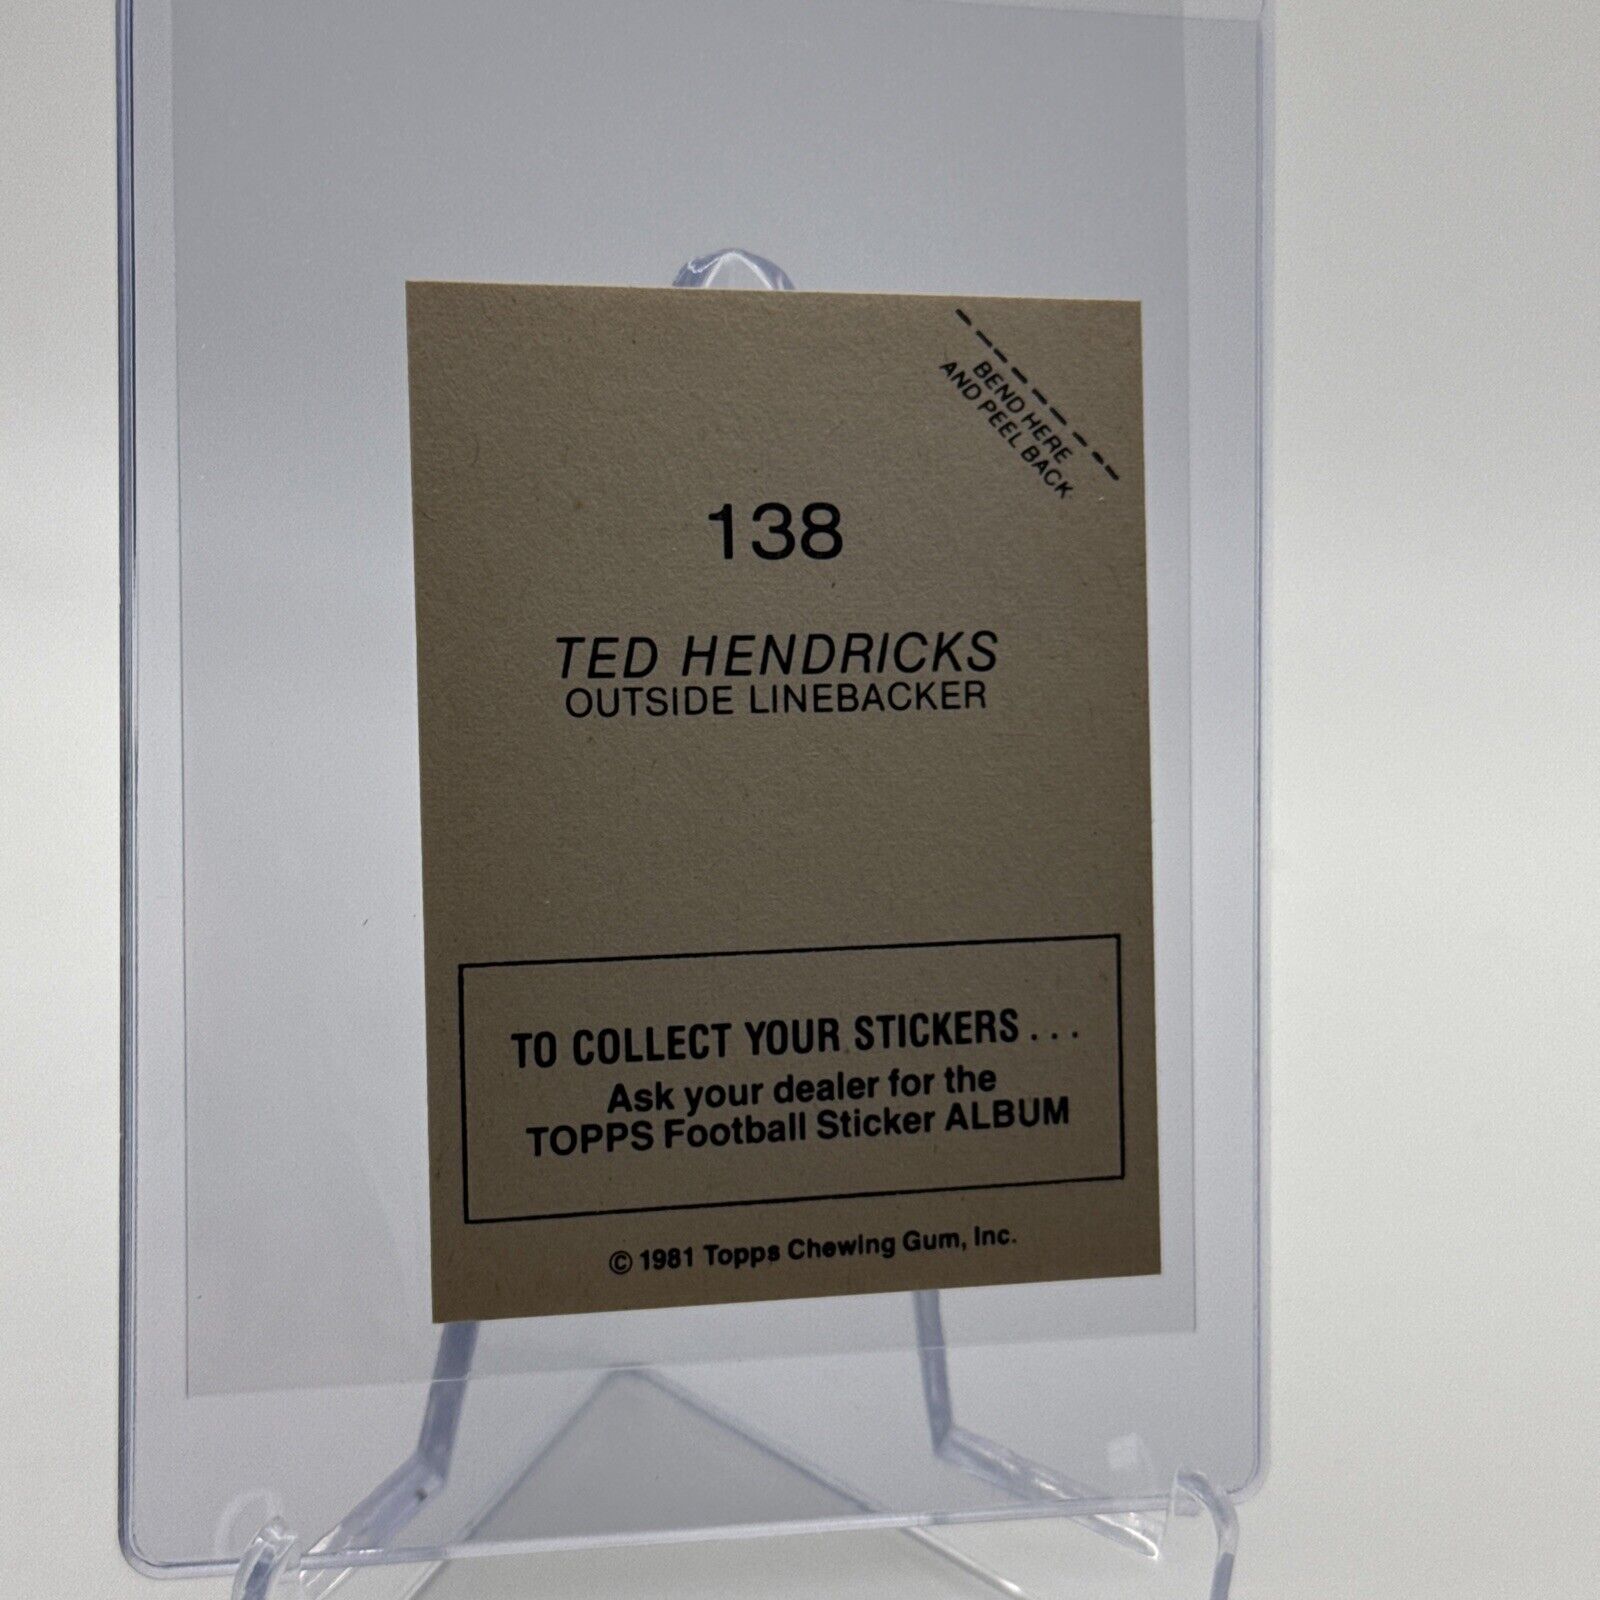 BEND HERE
AND PEEL BACK
138
TED HENDRICKS
OUTSIDE LINEBACKER
TO COLLECT YOUR STICKERS . . .
Ask your dealer for the
TOPPS Football Sticker ALBUM
© 1981 Topps Chewing Gum, Inc.